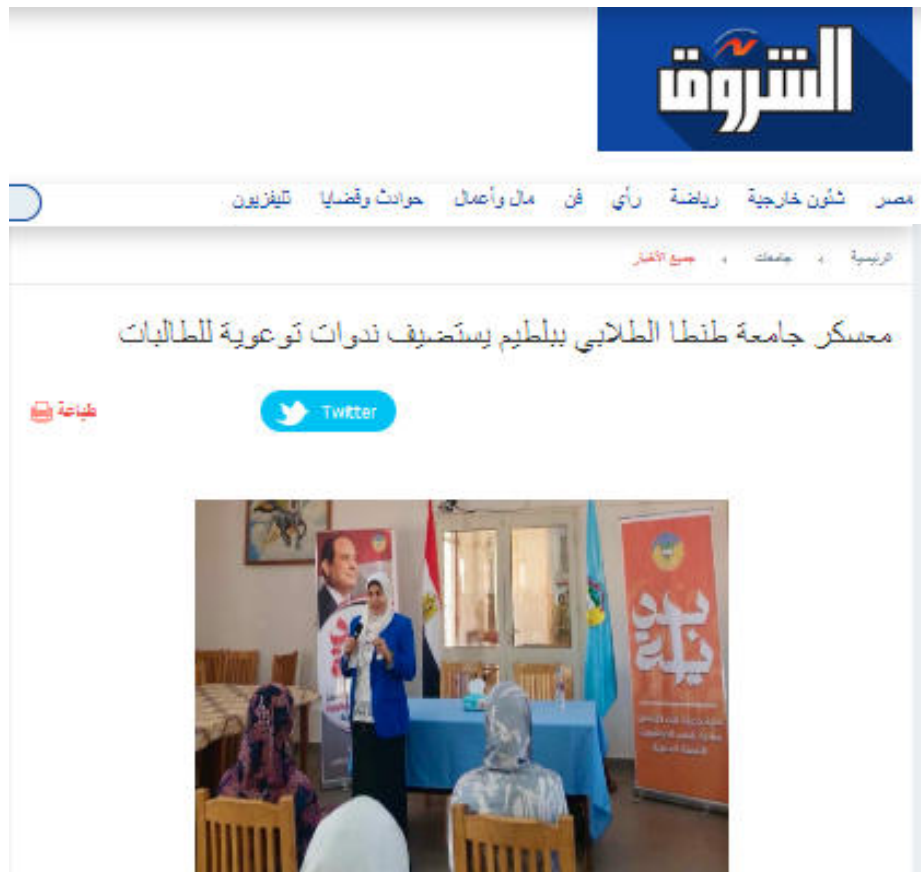 الشروق
مصر شئون خارجية رياضة رأي فن مال وأعمال حوادث وقضايا تليفزيون
الرئيسية جامعات جميع الأخبار
معسكر جامعة طنطا الطلابي ببلطيم يستضيف ندوات توعوية للطالبات
Twitter
طباعة